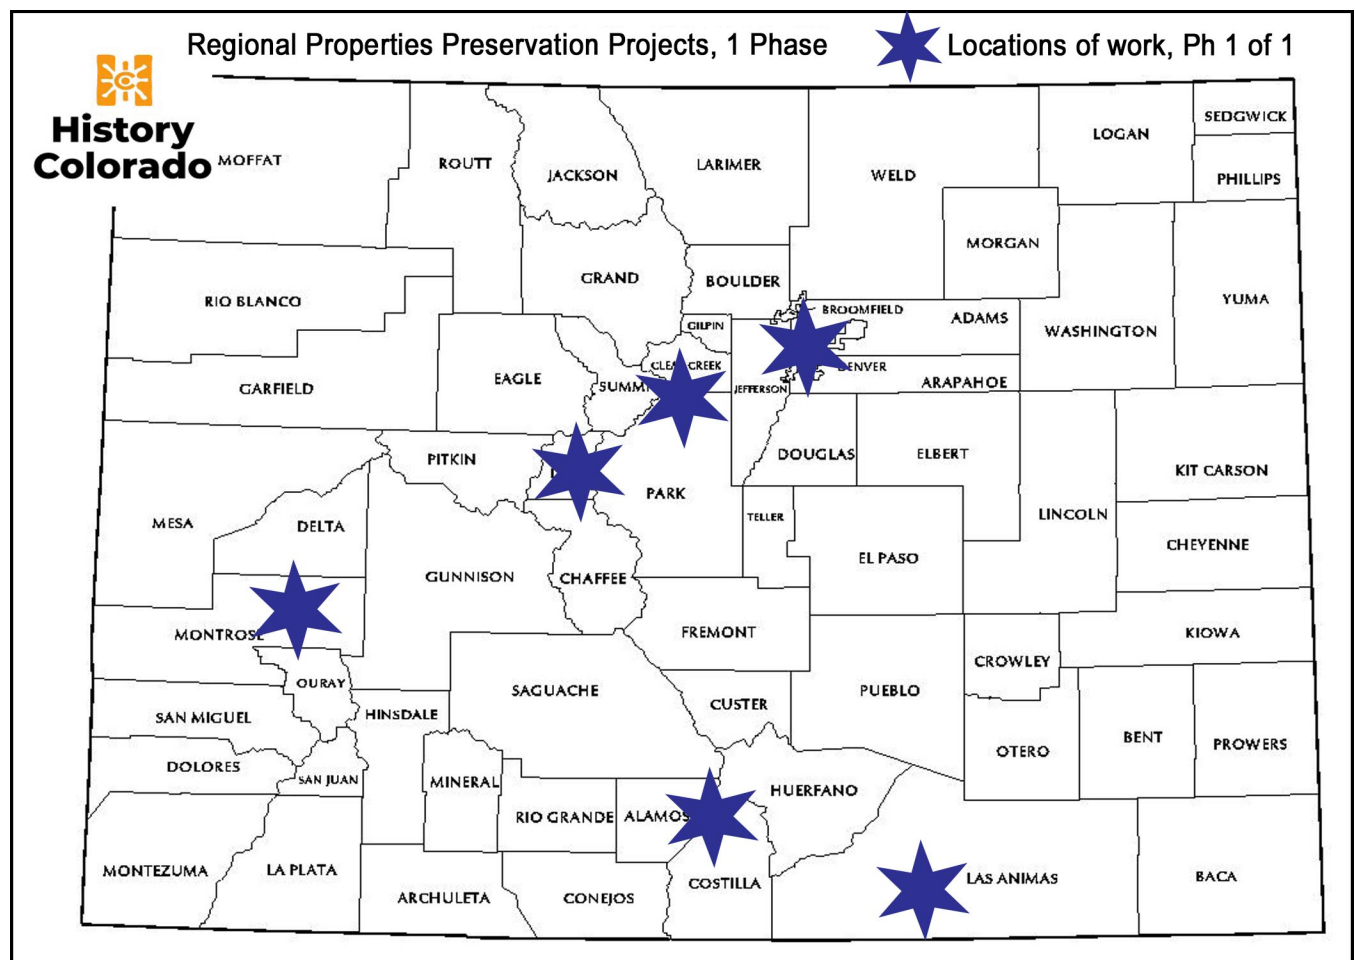 Regional Properties Preservation Projects, 1 Phase
Locations of work, Ph 1 of 1
History
Colorado
MOFFAT
ROUTT
JACKSON
LARIMER
WELD
LOGAN
SEDGWICK
PHILLIPS
MORGAN
GRAND
BOULDER
RIO BLANCO
BROOMFIELD
ADAMS
YUMA
GILPIN
WASHINGTON
CREEK
DENVER
EAGLE
GARFIELD
SUMM
JEFFERSON
ARAPAHOE
PITKIN
DOUGLAS
ELBERT
KIT CARSON
PARK
MESA
DELTA
TELLER
LINCOLN
CHEYENNE
EL PASO
GUNNISON
CHAFFEE
MONTROSE
FREMONT
KIOWA
CROWLEY
OURAY
SAGUACHE
PUEBLO
CUSTER
SAN MIGUEL
HINSDALE
BENT
PROWERS
OTERO
DOLORES
SAN JUAN
MINERAL
HUERFANO
RIO GRANDE
ALAMOS
MONTEZUMA
LA PLATA
COSTILLA
LAS ANIMAS
BACA
ARCHULETA
CONEJOS